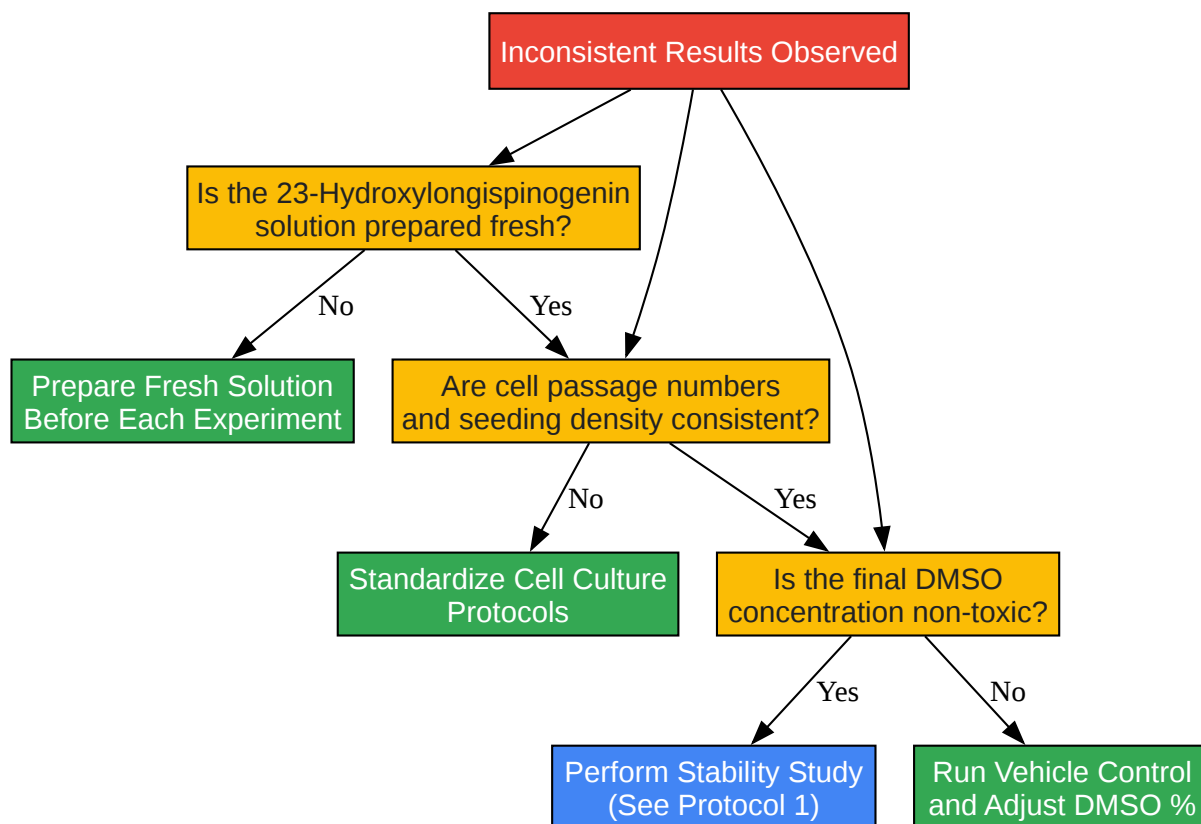 Inconsistent Results Observed
Is the 23-Hydroxylongispinogenin
solution prepared fresh?
No
Yes
Prepare Fresh Solution
Before Each Experiment
Are cell passage numbers
and seeding density consistent?
No
Yes
Standardize Cell Culture
Protocols
Is the final DMSO
concentration non-toxic?
Yes
No
Perform Stability Study
(See Protocol 1)
Run Vehicle Control
and Adjust DMSO %